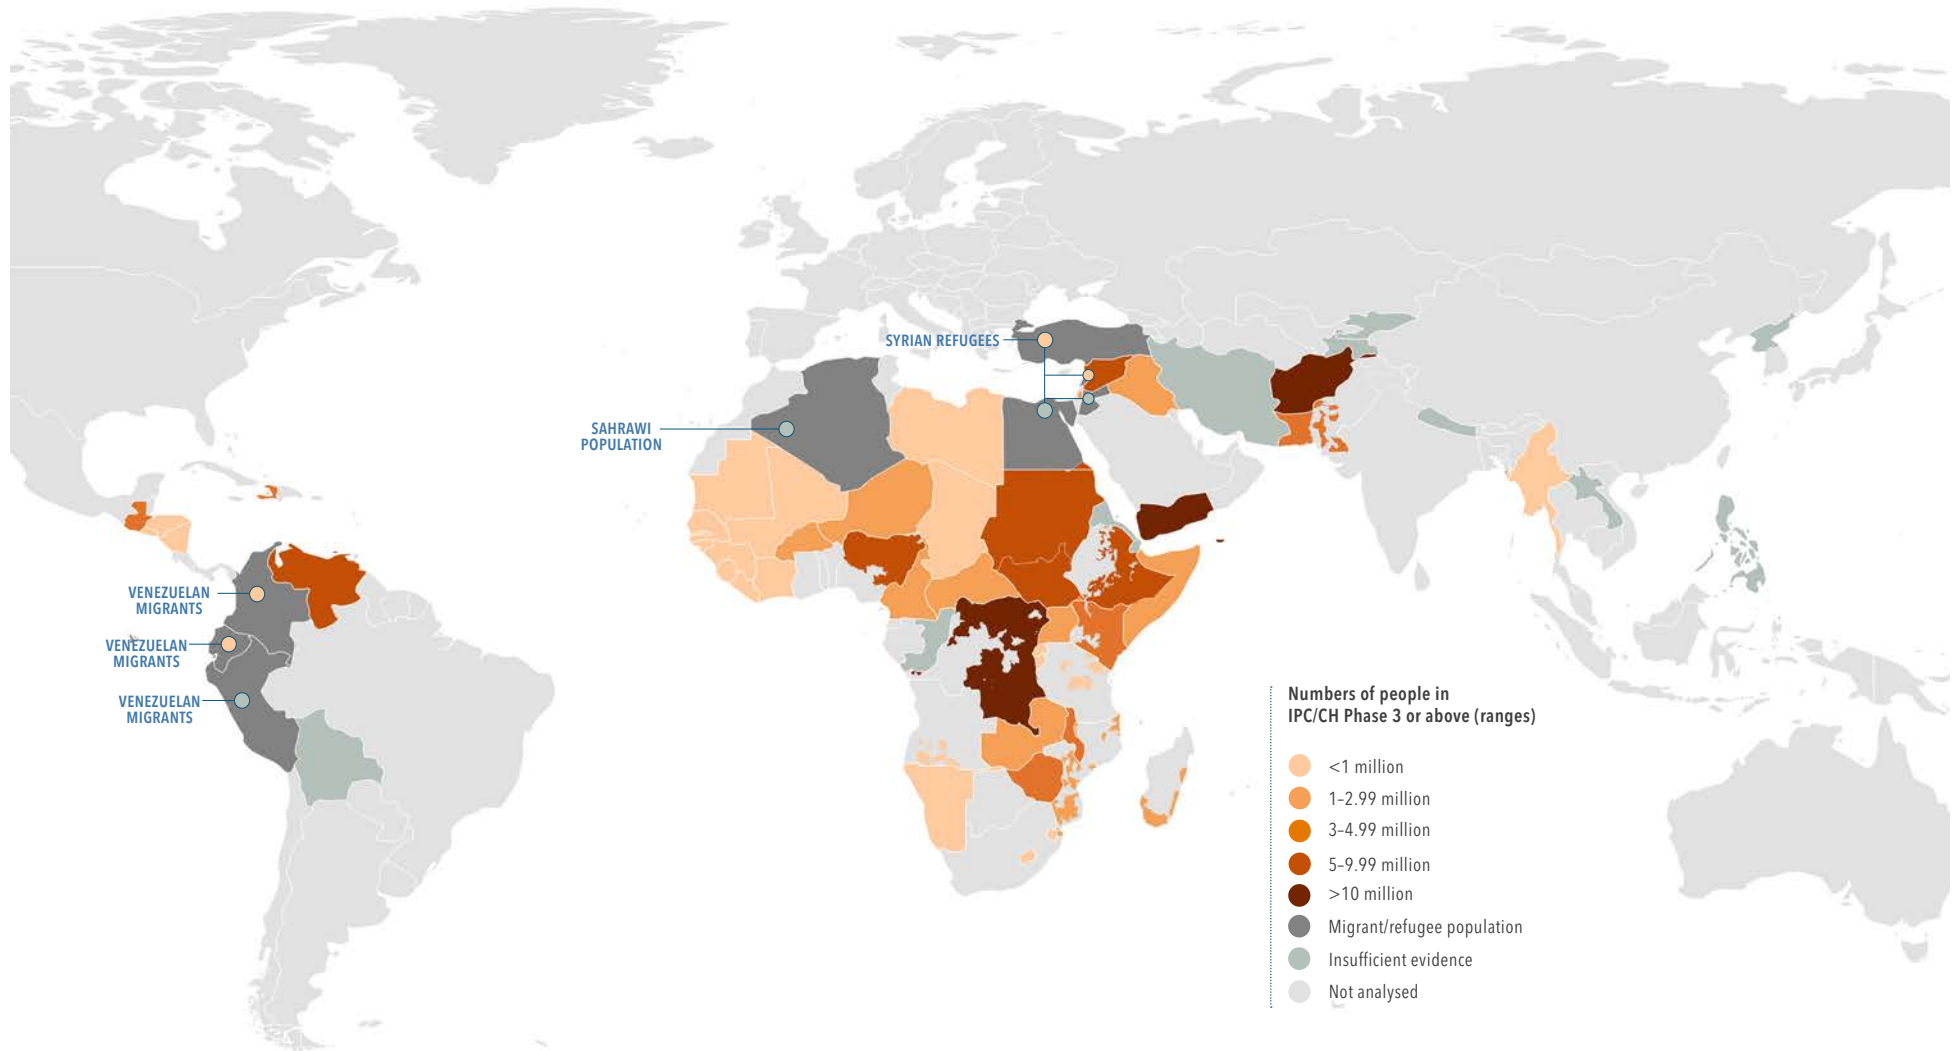 SYRIAN REFUGEES
SAHRAWI
POPULATION
VENEZUELAN
MIGRANTS
VENEZUELAN
MIGRANTS
VENEZUELAN
MIGRANTS
Numbers of people in
IPC/CH Phase 3 or above (ranges)
<1 million
1–2.99 million
3–4.99 million
5–9.99 million
>10 million
Migrant/refugee population
Insufficient evidence
Not analysed